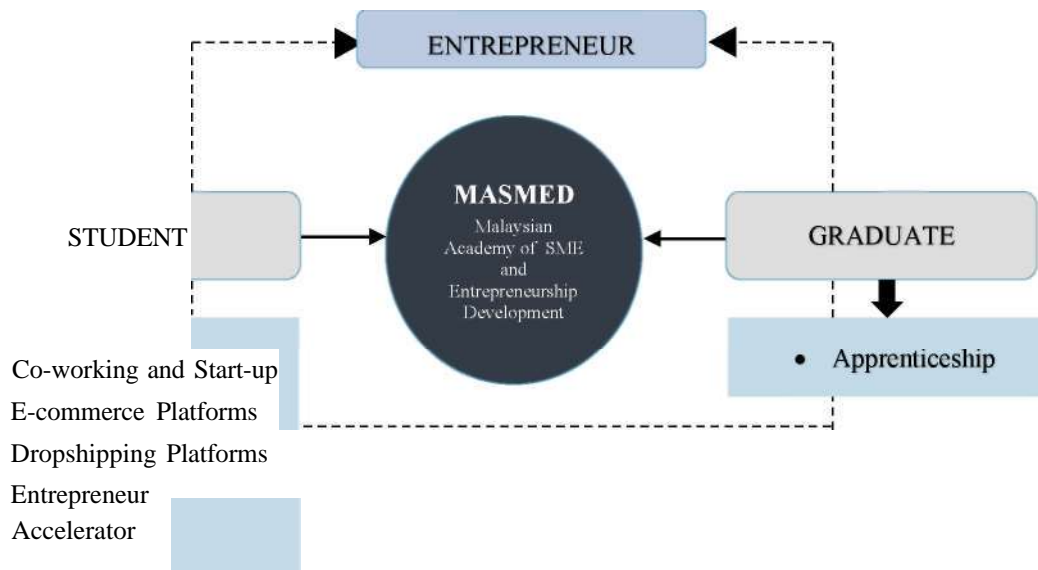 ENTREPRENEUR
MASMED
Malaysian
Academy of SME
and
Entrepreneurship
Development
STUDENT
GRADUATE
• Apprenticeship
Co-working and Start-up
E-commerce Platforms
Dropshipping Platforms
Entrepreneur
Accelerator